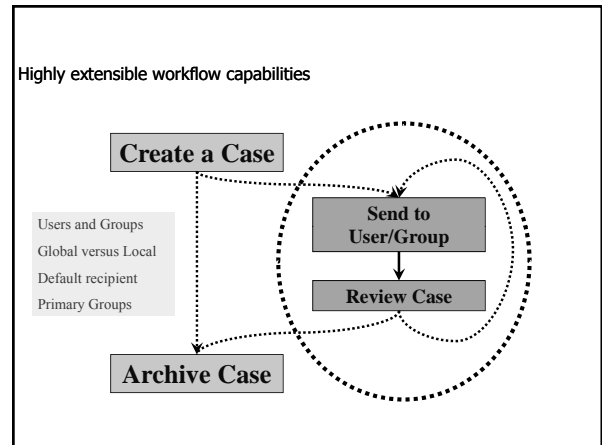 Highly extensible workflow capabilities
Create a Case
Send to
User/Group
Users and Groups
Global versus Local
Default recipient
Primary Groups
Review Case
Archive Case